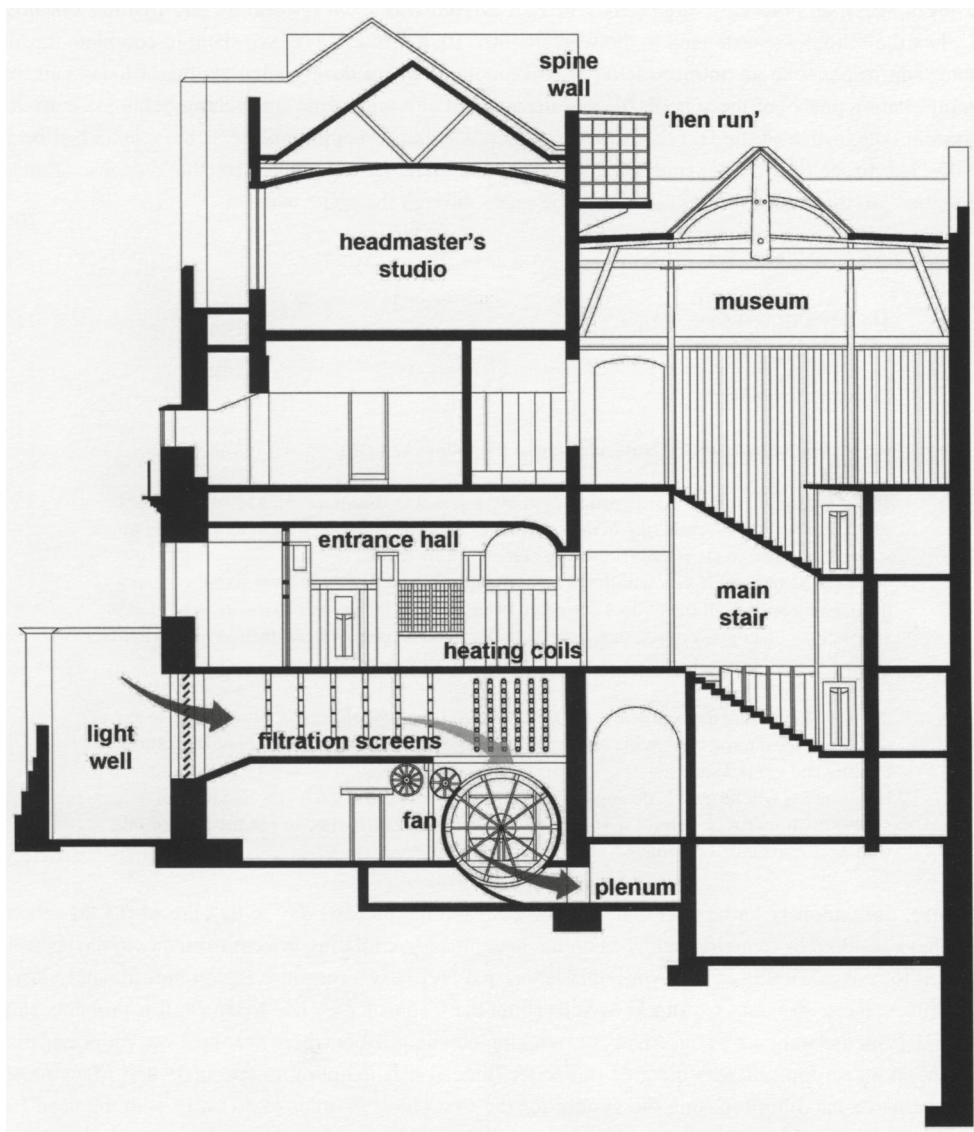 spine
wall
‘hen run’
headmaster’s
studio
museum
entrance hall
main
stair
heating coils
light
well
filtration screens
fan
plenum